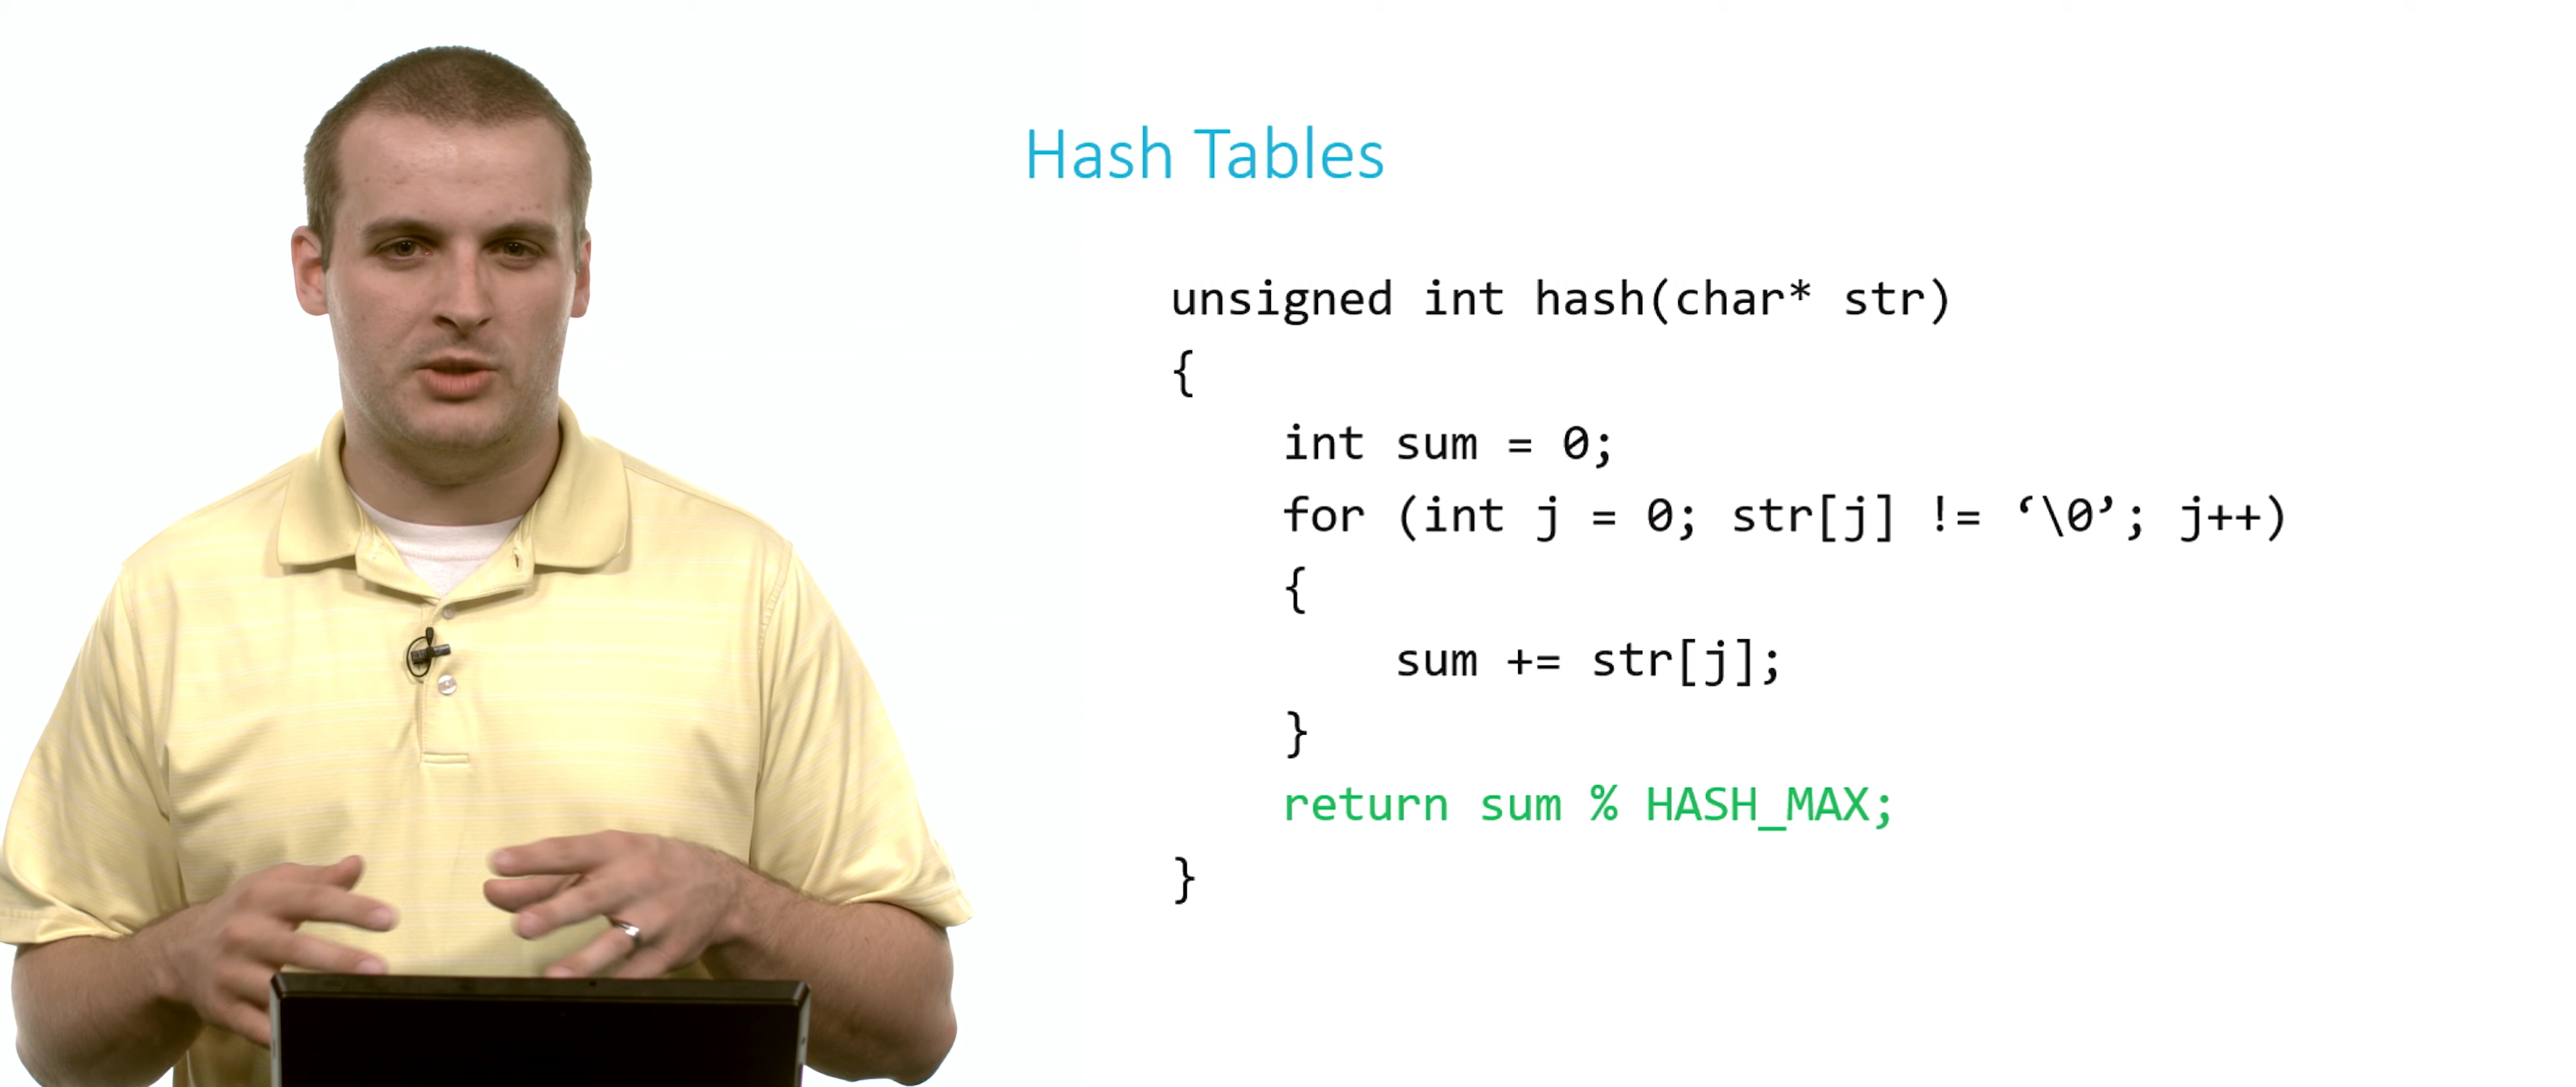 Hash Tables
unsigned int hash(char* str)
{
    int sum = 0;
    for (int j = 0; str[j] != ‘\0’; j++)
    {
        sum += str[j];
    }
    return sum % HASH_MAX;
}